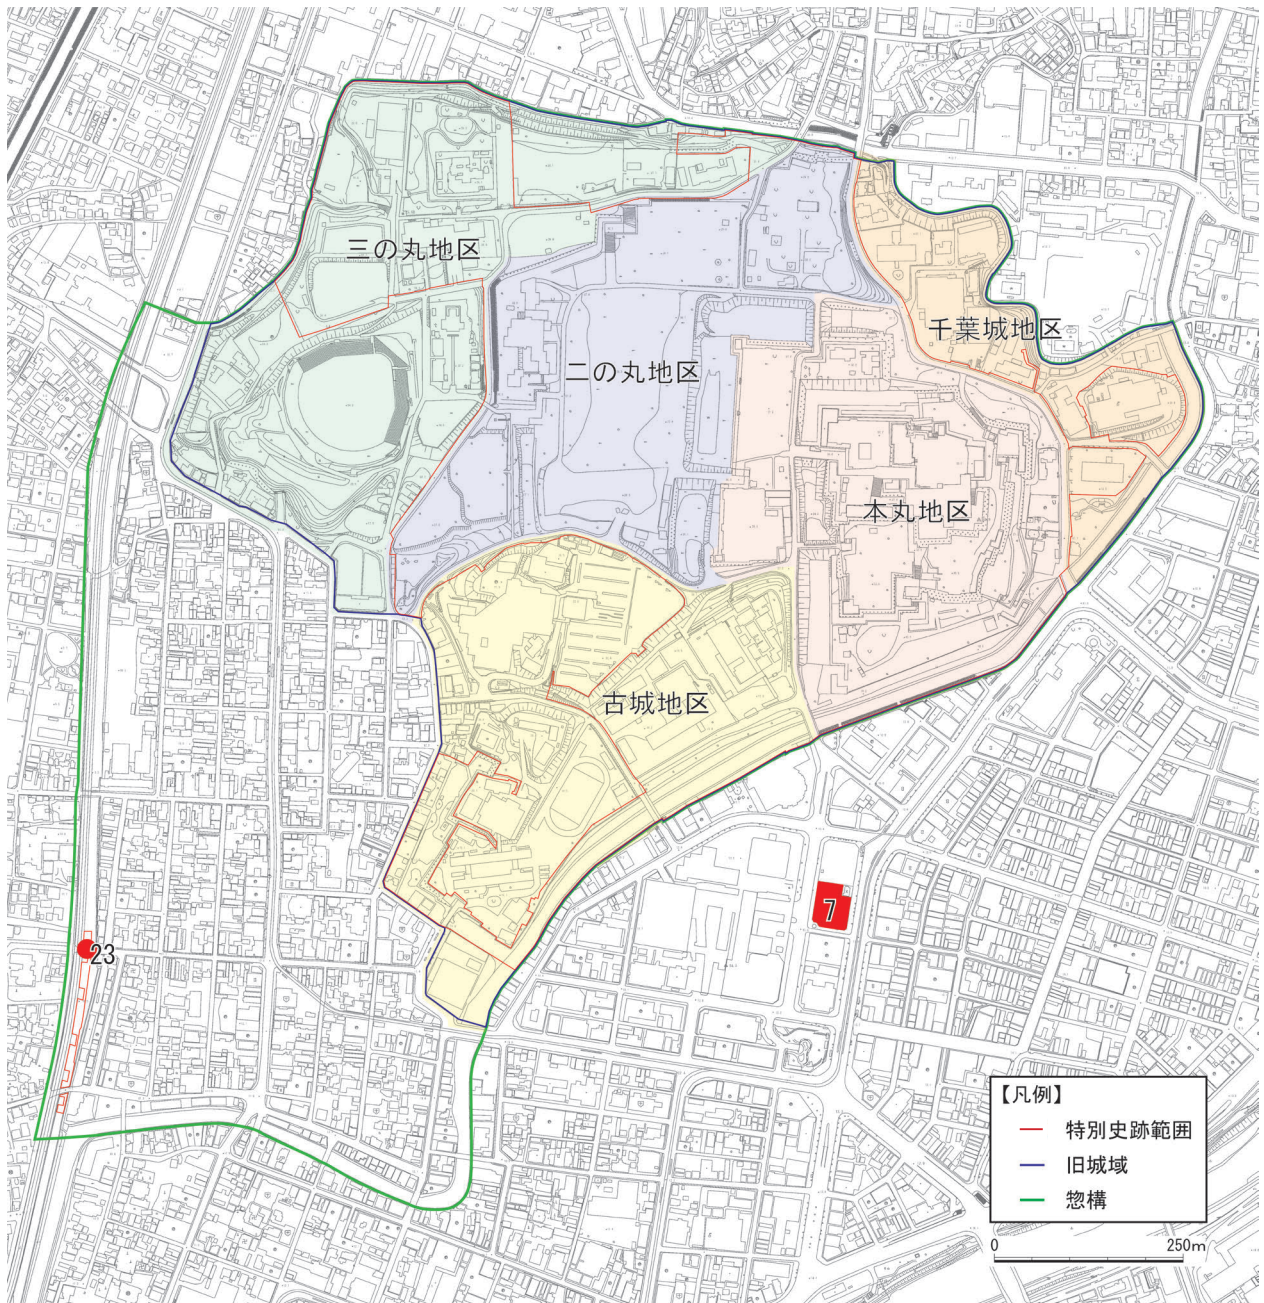 三の丸地区
千葉城地区
二の丸地区
本丸地区
古城地区
7
23
【凡例】
特別史跡範囲
旧城域
惣構
0 250m